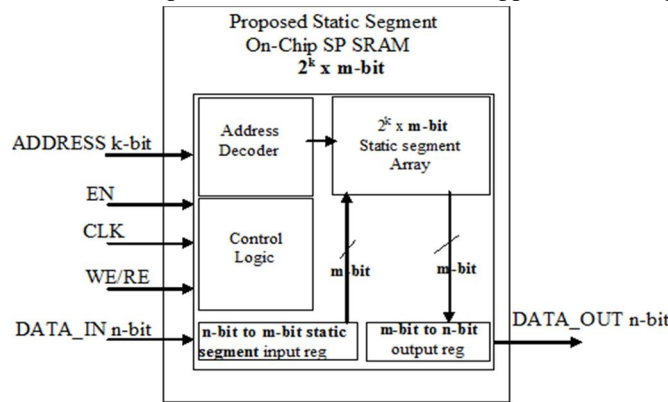 Proposed Static Segment
On-Chip SP SRAM
2ᵏ x m-bit
Address
Decoder
2ᵏ x m-bit
Static segment
Array
ADDRESS k-bit
EN
CLK
WE/RE
Control
Logic
m-bit
m-bit
DATA_IN n-bit
n-bit to m-bit static
segment input reg
m-bit to n-bit
output reg
DATA_OUT n-bit